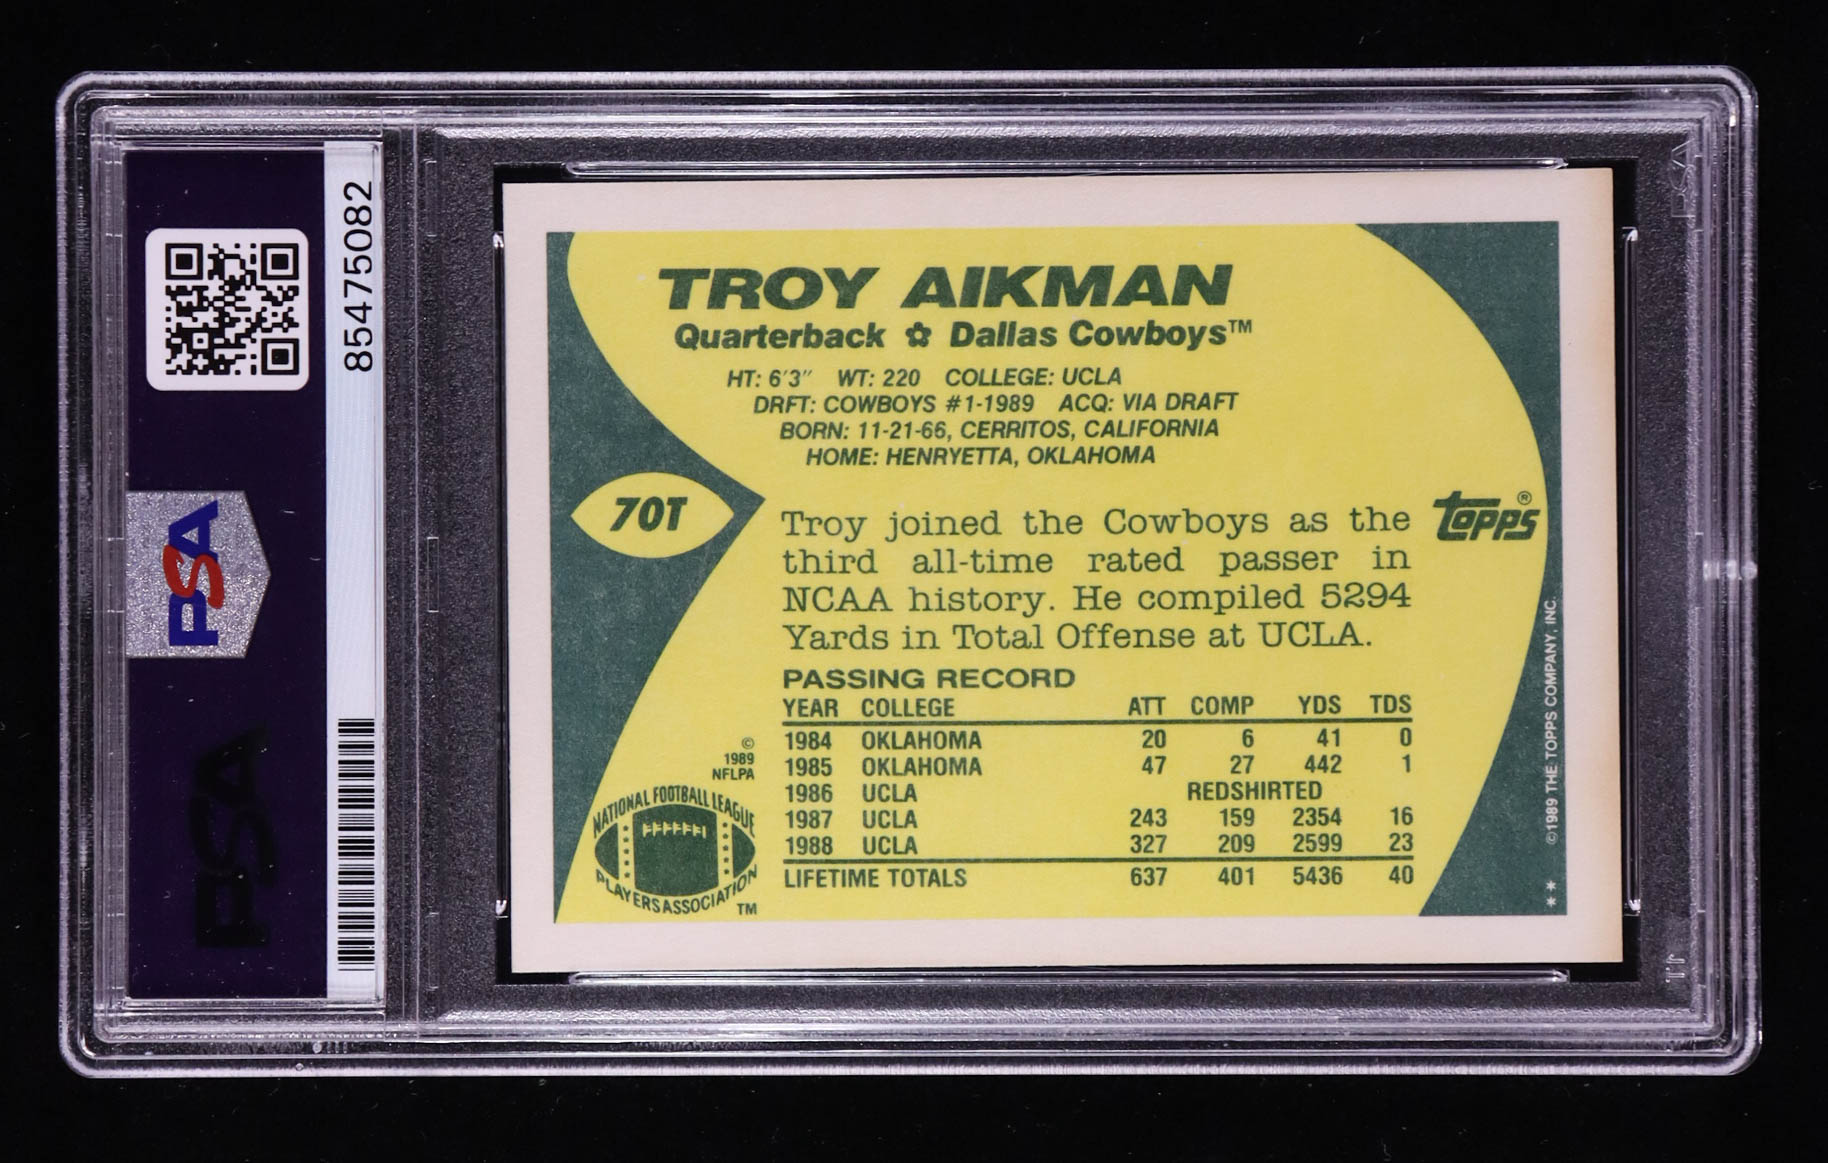 85475082
PSA
PSA
TROY AIKMAN
Quarterback ✿ Dallas Cowboys™
HT: 6'3" WT: 220 COLLEGE: UCLA
DRFT: COWBOYS #1-1989 ACQ: VIA DRAFT
BORN: 11-21-66, CERRITOS, CALIFORNIA
HOME: HENRYETTA, OKLAHOMA
70T
Troy joined the Cowboys as the
third all-time rated passer in
NCAA history. He compiled 5294
Yards in Total Offense at UCLA.
topps®
PASSING RECORD
YEAR COLLEGE ATT COMP YDS TDS
1984 OKLAHOMA 20 6 41 0
1985 OKLAHOMA 47 27 442 1
1986 UCLA REDSHIRTED
1987 UCLA 243 159 2354 16
1988 UCLA 327 209 2599 23
LIFETIME TOTALS 637 401 5436 40
©
1989
NFLPA
NATIONAL FOOTBALL LEAGUE
PLAYERS ASSOCIATION
TM
©1989 THE TOPPS COMPANY, INC.
**
PSA